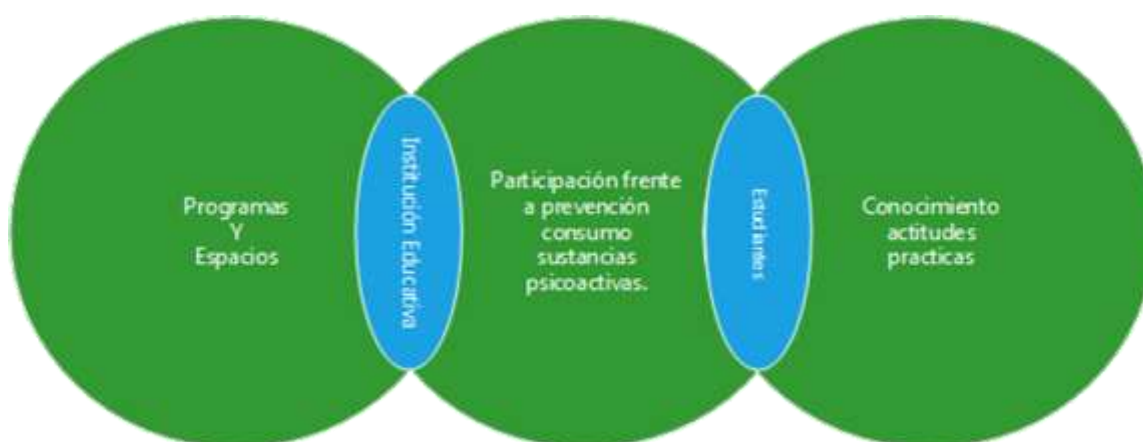 Programas
Y
Espacios
Institución Educativa
Participación frente
a prevención
consumo
sustancias
psicoactivas.
Estudiantes
Conocimiento
actitudes
practicas